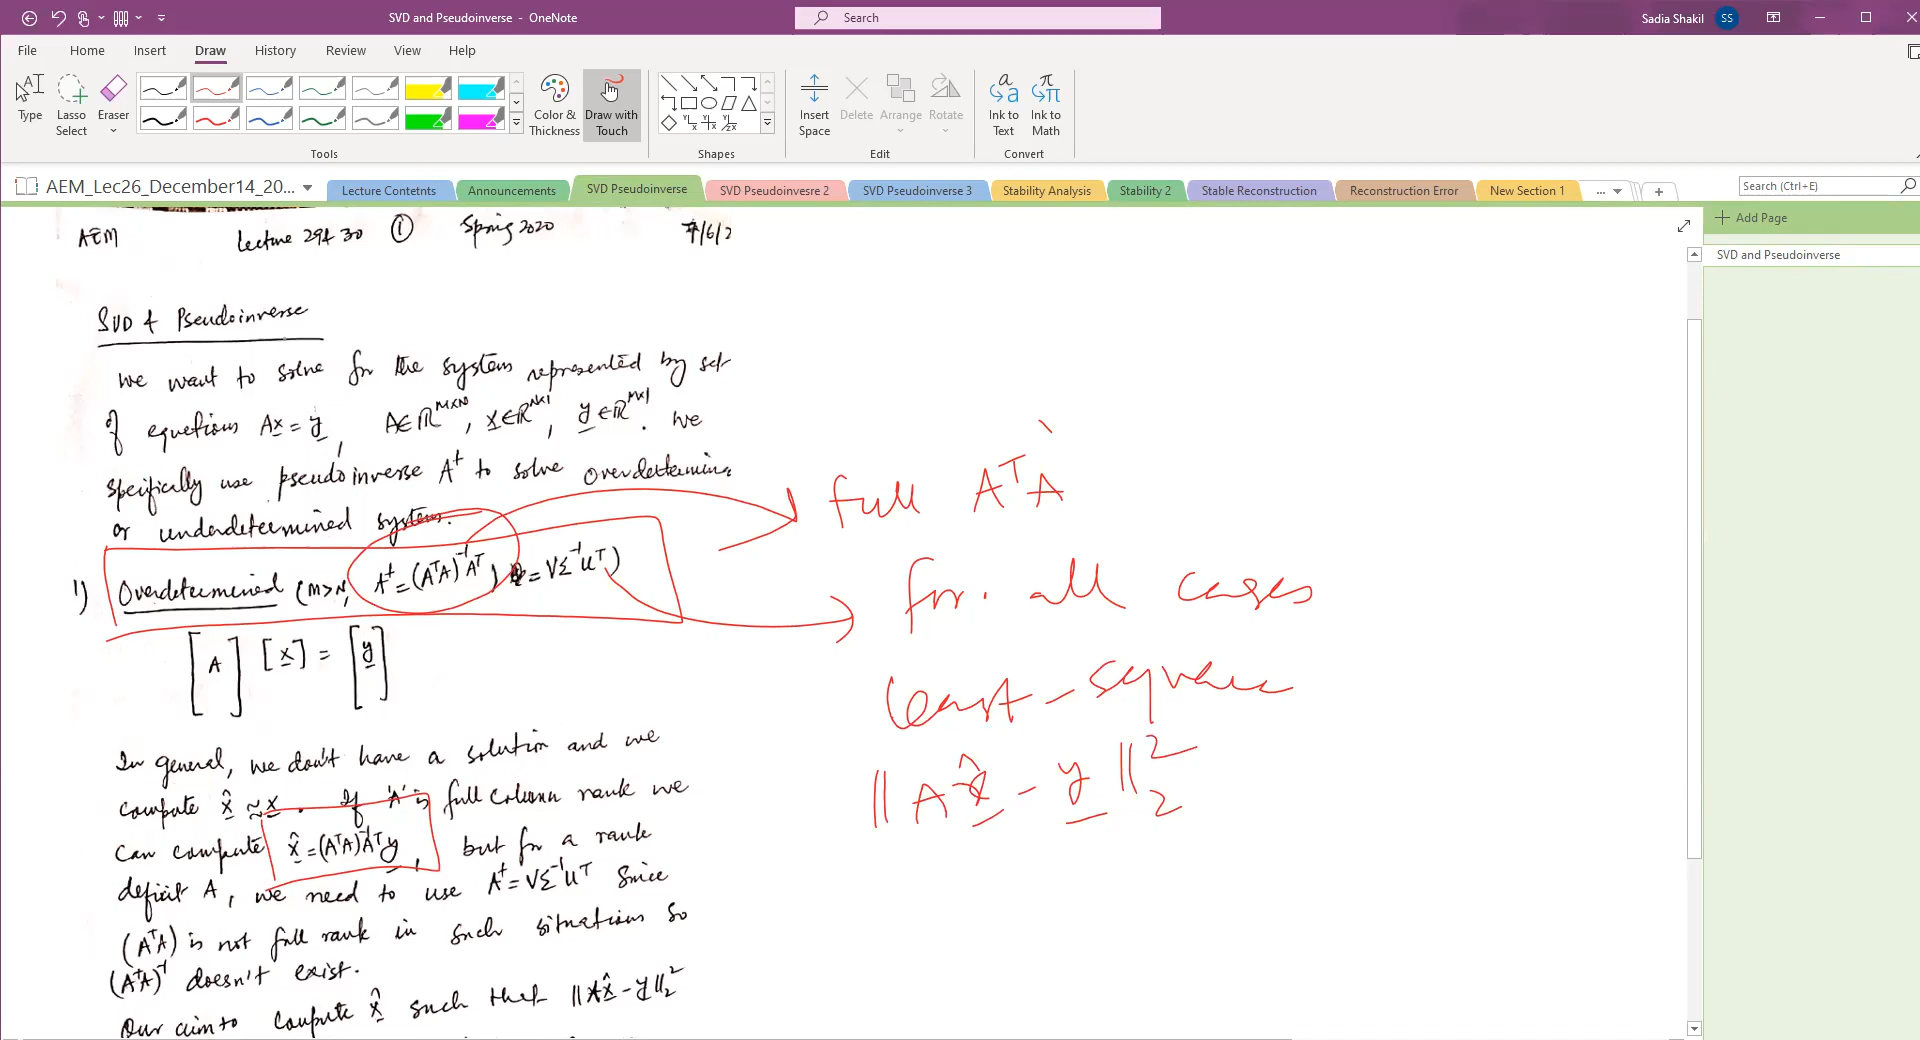 SVD and Pseudoinverse - OneNote
Search
Sadia Shakil
SS
File
Home
Insert
Draw
History
Review
View
Help
Type
Lasso Select
Eraser
Color & Thickness
Draw with Touch
Insert Space
Delete
Arrange
Rotate
Ink to Text
Ink to Math
Tools
Shapes
Edit
Convert
AEM_Lec26_December14_20...
Lecture Contetnts
Announcements
SVD Pseudoinverse
SVD Pseudoinvesre 2
SVD Pseudoinverse 3
Stability Analysis
Stability 2
Stable Reconstruction
Reconstruction Error
New Section 1
...
Search (Ctrl+E)
Add Page
SVD and Pseudoinverse
AEM Lecture 29 & 30 ① Spring 2020
SVD & Pseudoinverse
We want to solve for the system represented by set
of equations Ax = y, A∈ℝᴹˣᴺ, x∈ℝᴺˣ¹, y∈ℝᴹˣ¹. We
specifically use pseudoinverse A⁺ to solve overdetermine
or underdetermined system.
1) Overdetermined (M>N, A⁺=(AᵀA)⁻¹Aᵀ) = VΣ⁻¹Uᵀ)
[A] [x] = [y]
In general, we don't have a solution and we
compute x̂ ≈ x. If 'A' is full column rank we
can compute x̂=(AᵀA)⁻¹Aᵀy, but for a rank
deficit A, we need to use A⁺=VΣ⁻¹Uᵀ since
(AᵀA) is not full rank in such situations so
(AᵀA)⁻¹ doesn't exist.
Our aim to compute x̂ such that ||Ax̂-y||₂²
full AᵀA
for all cases
least-square
||Ax̂ - y||₂²